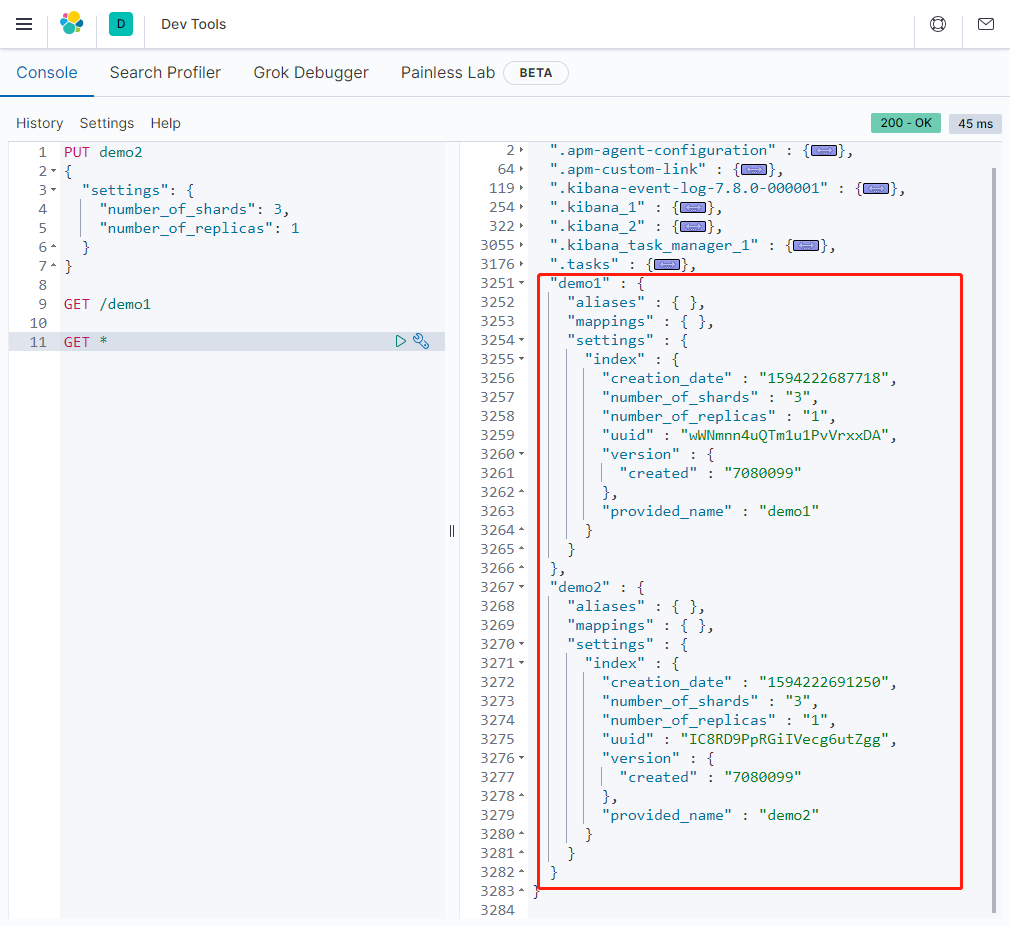 D Dev Tools
Console Search Profiler Grok Debugger Painless Lab BETA
History Settings Help
200 - OK 45 ms
1 PUT demo2
2 {
3 "settings": {
4 "number_of_shards": 3,
5 "number_of_replicas": 1
6 }
7 }
8
9 GET /demo1
10
11 GET *
2 ".apm-agent-configuration" : {},
64 ".apm-custom-link" : {},
119 ".kibana-event-log-7.8.0-000001" : {},
254 ".kibana_1" : {},
322 ".kibana_2" : {},
3055 ".kibana_task_manager_1" : {},
3176 ".tasks" : {},
3251 "demo1" : {
3252 "aliases" : { },
3253 "mappings" : { },
3254 "settings" : {
3255 "index" : {
3256 "creation_date" : "1594222687718",
3257 "number_of_shards" : "3",
3258 "number_of_replicas" : "1",
3259 "uuid" : "wWNmnn4uQTm1u1PvVrxxDA",
3260 "version" : {
3261 "created" : "7080099"
3262 },
3263 "provided_name" : "demo1"
3264 }
3265 }
3266 },
3267 "demo2" : {
3268 "aliases" : { },
3269 "mappings" : { },
3270 "settings" : {
3271 "index" : {
3272 "creation_date" : "1594222691250",
3273 "number_of_shards" : "3",
3274 "number_of_replicas" : "1",
3275 "uuid" : "IC8RD9PpRGiIVecg6utZgg",
3276 "version" : {
3277 "created" : "7080099"
3278 },
3279 "provided_name" : "demo2"
3280 }
3281 }
3282 }
3283 }
3284